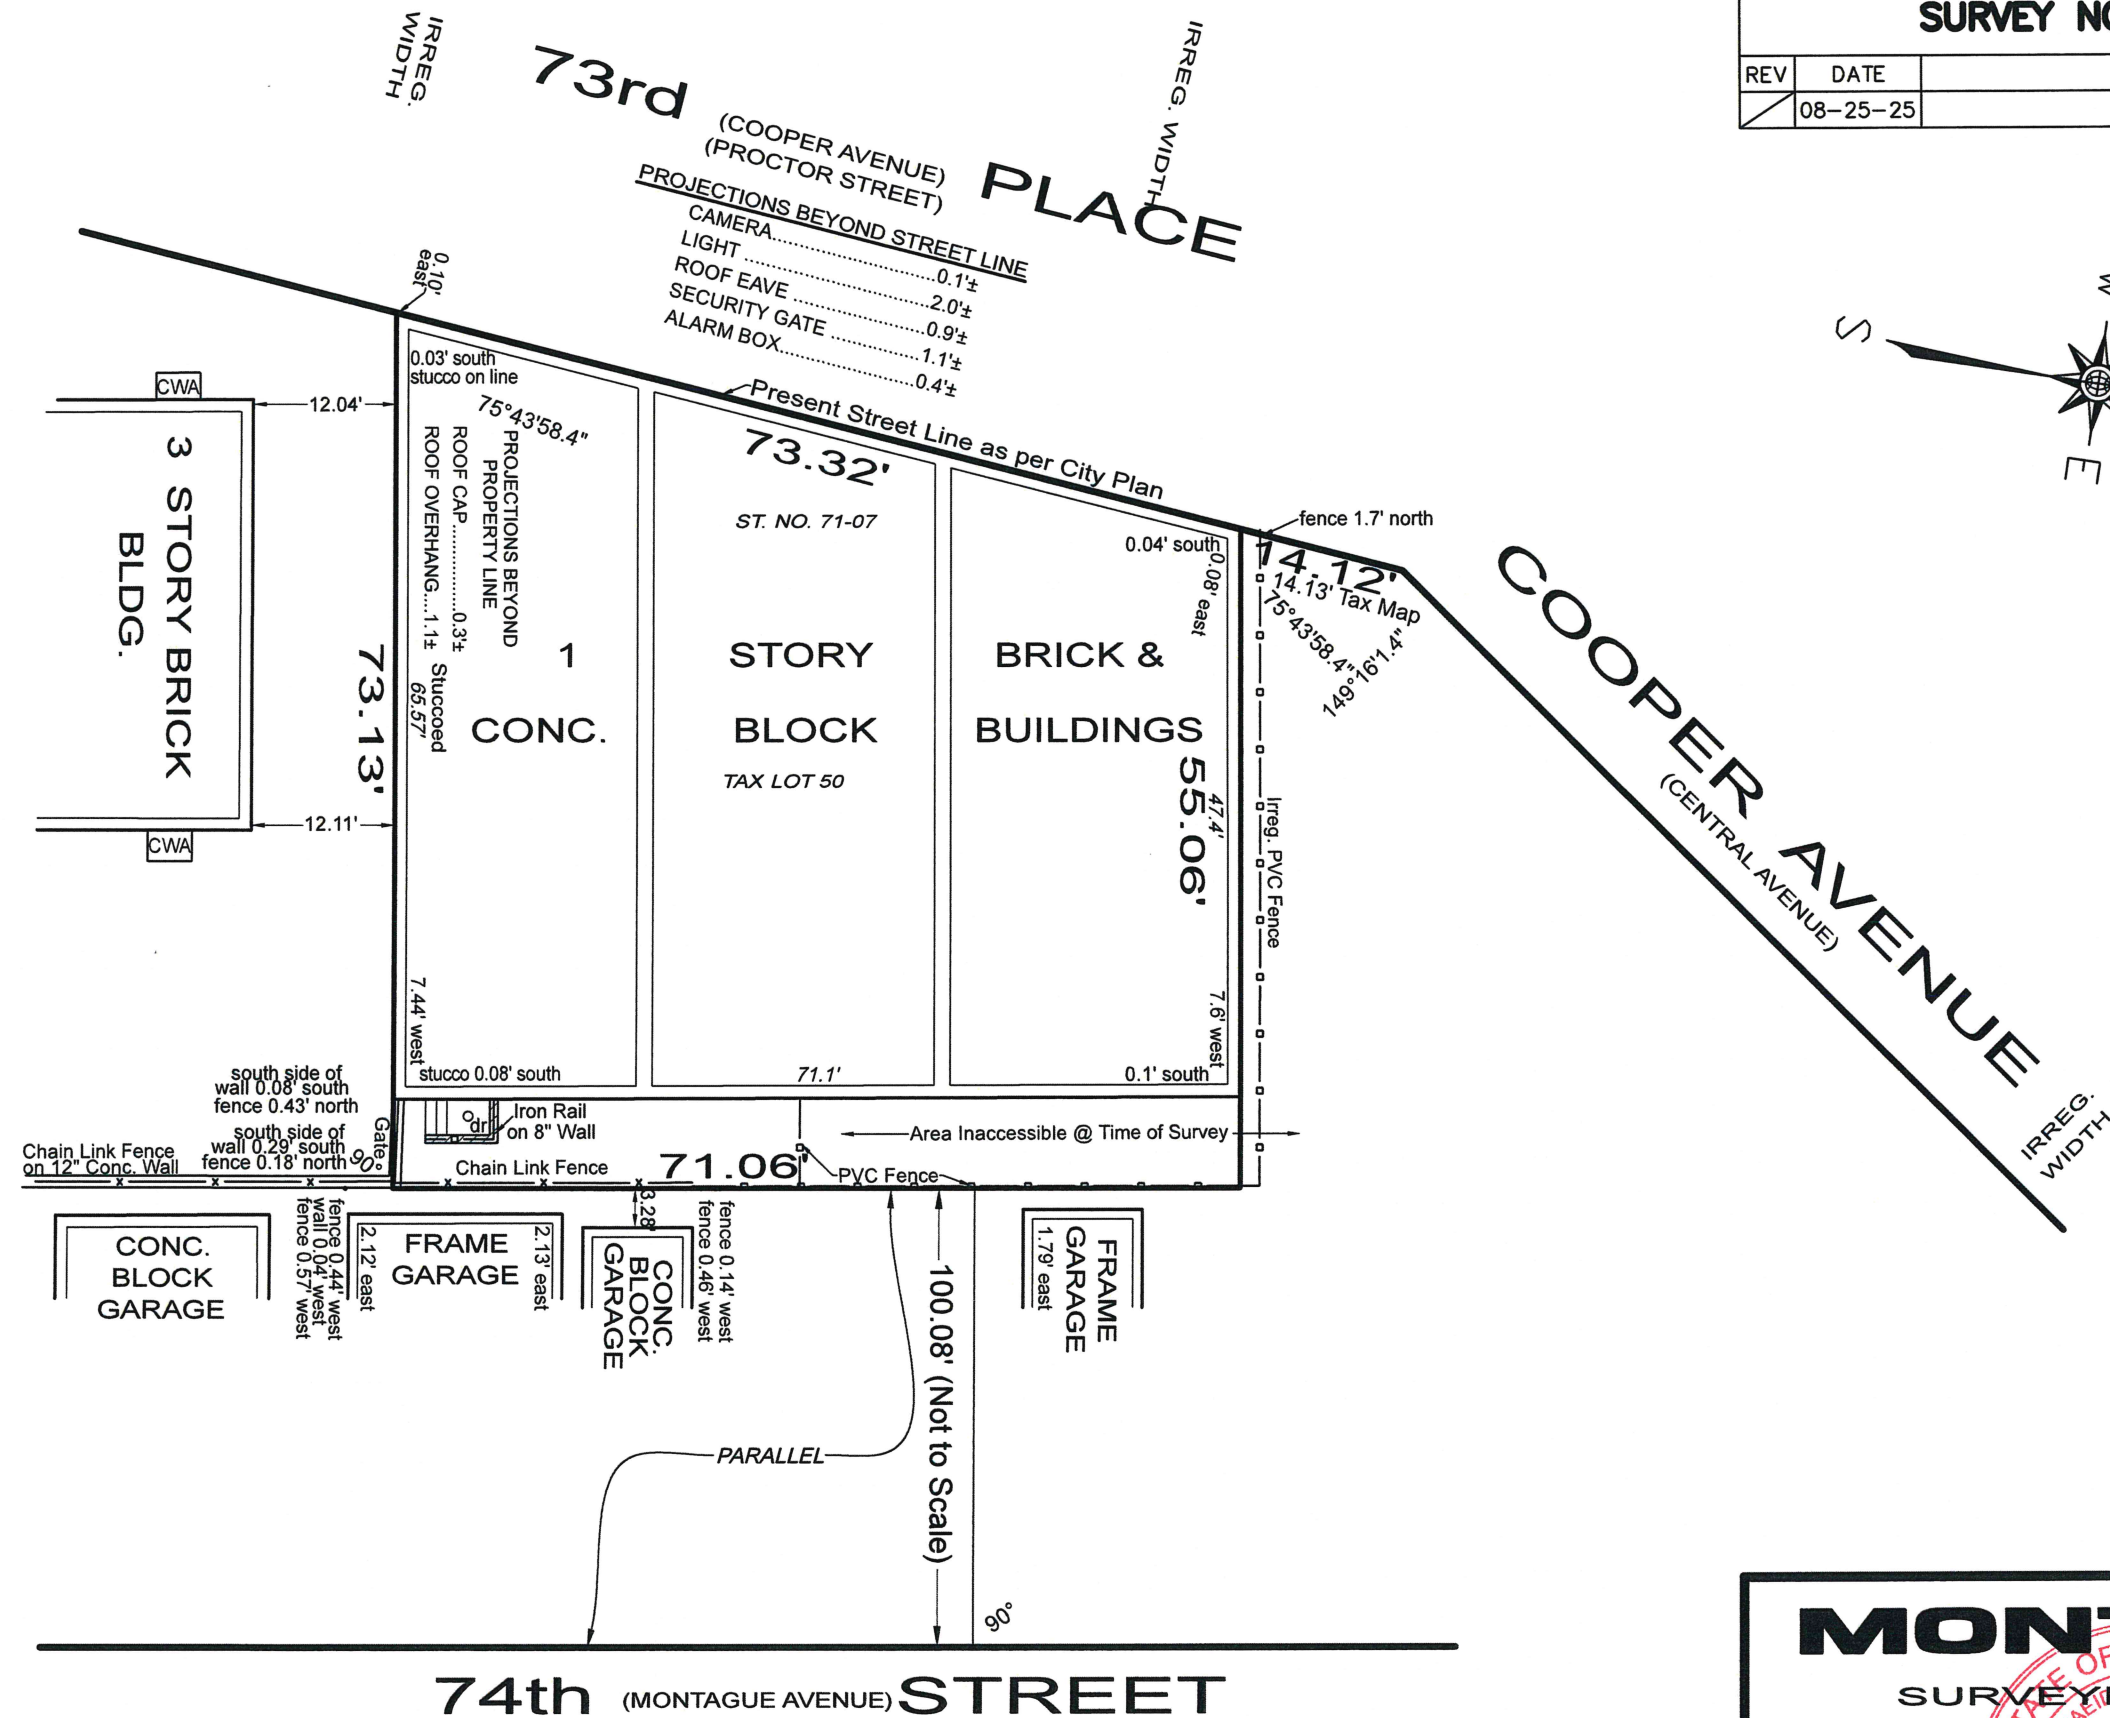 SURVEY
REV
DATE
08-25-25
IRREG.
WIDTH
73rd
(COOPER AVENUE)
(PROCTOR STREET)
PLACE
IRREG. WIDTH
PROJECTIONS BEYOND STREET LINE
CAMERA..............................0.1'±
LIGHT ..................................2.0'±
ROOF EAVE ........................0.9'±
SECURITY GATE ................1.1'±
ALARM BOX.........................0.4'±
W
S
E
0.10'
east
0.03' south
stucco on line
75°43'58.4"
Present Street Line as per City Plan
73.32'
ST. NO. 71-07
PROJECTIONS BEYOND
PROPERTY LINE
ROOF CAP...............0.3'±
ROOF OVERHANG....1.1±
Stuccoed
65.57'
CWA
12.04'
3 STORY BRICK
BLDG.
12.11'
CWA
73.13'
fence 1.7' north
0.04' south
0.08' east
14.12'
14.13' Tax Map
75°43'58.4"
149°16'1.4"
1 STORY BRICK &
CONC. BLOCK BUILDINGS
TAX LOT 50
47.4'
55.06'
Irreg. PVC Fence
COOPER AVENUE
(CENTRAL AVENUE)
IRREG.
WIDTH
7.44' west
7.6' west
stucco 0.08' south
71.1'
0.1' south
south side of
wall 0.08' south
fence 0.43' north
south side of
wall 0.29' south
fence 0.18' north
Gate
90°
Chain Link Fence
on 12" Conc. Wall
dr
Iron Rail
on 8" Wall
Area Inaccessible @ Time of Survey
Chain Link Fence
71.06'
PVC Fence
CONC.
BLOCK
GARAGE
fence 0.44' west
wall 0.04' west
fence 0.57' west
2.12' east
FRAME
GARAGE
2.13' east
3.28'
CONC.
BLOCK
GARAGE
fence 0.14' west
fence 0.46' west
100.08' (Not to Scale)
FRAME
GARAGE
1.79' east
PARALLEL
90°
74th (MONTAGUE AVENUE) STREET
MON
SURVEY